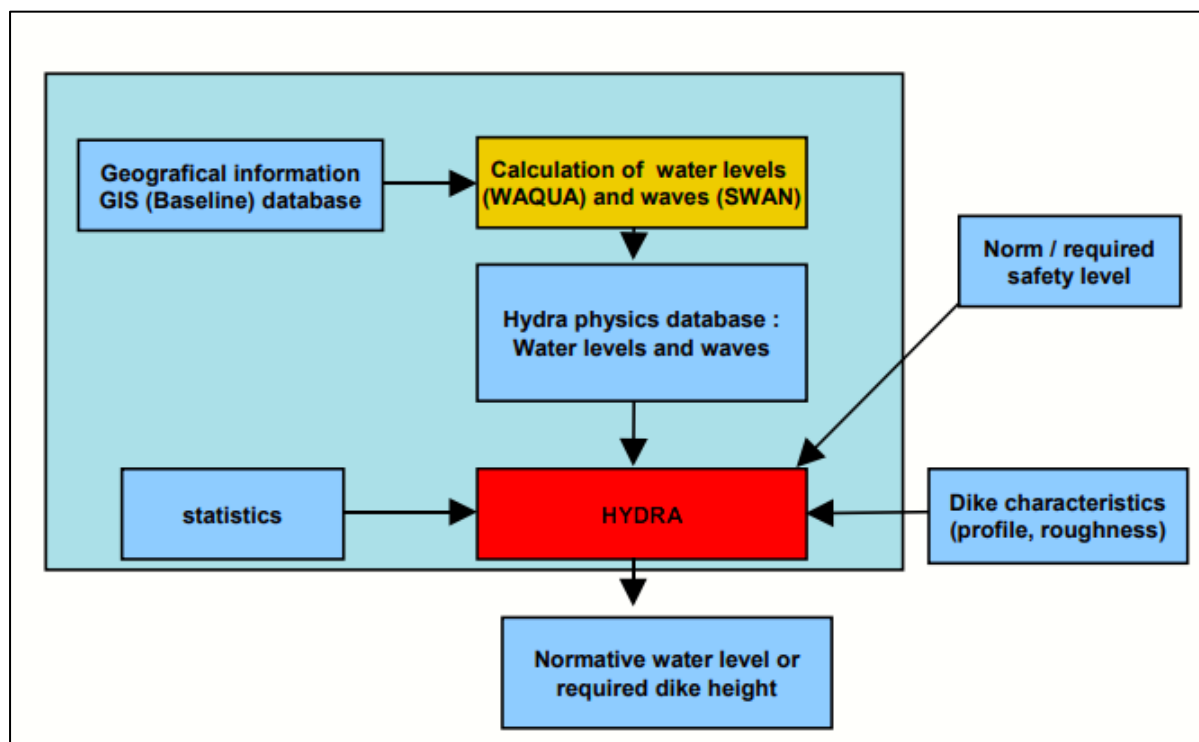 Geografical information
GIS (Baseline) database
Calculation of water levels
(WAQUA) and waves (SWAN)
Norm / required
safety level
Hydra physics database :
Water levels and waves
statistics
HYDRA
Dike characteristics
(profile, roughness)
Normative water level or
required dike height